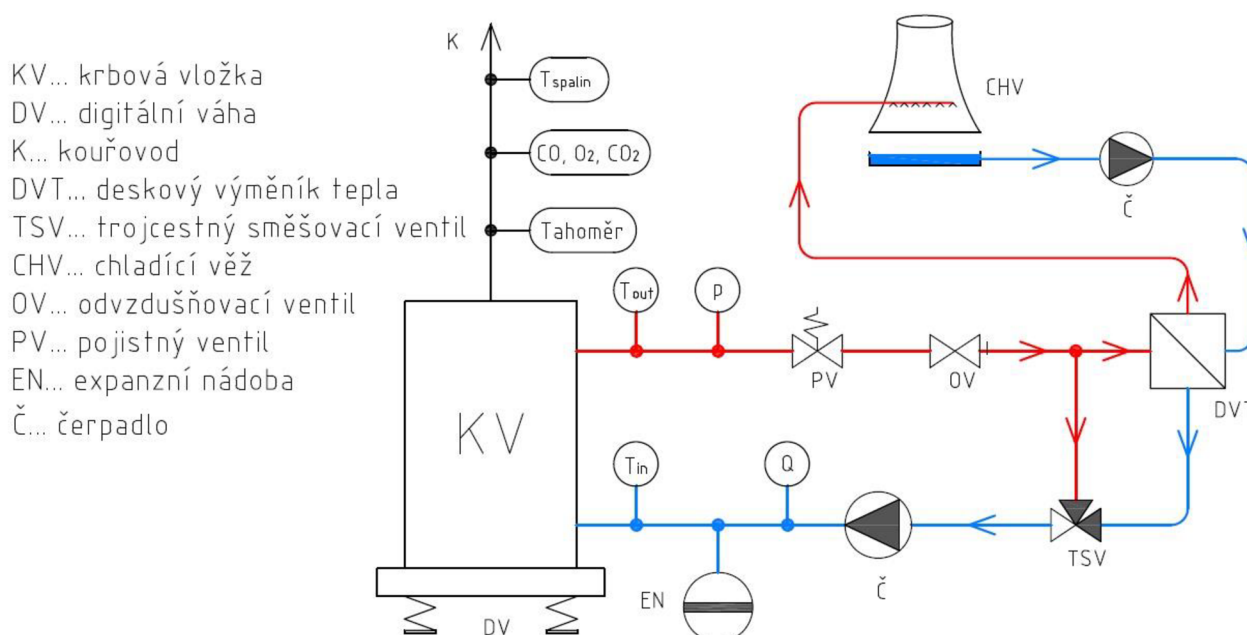 KV... krbová vložka
DV... digitální váha
K... kouřovod
DVT... deskový výměník tepla
TSV... trojcestný směšovací ventil
CHV... chladící věž
OV... odvzdušňovací ventil
PV... pojistný ventil
EN... expanzní nádoba
Č... čerpadlo
K
Tspalin
CO, O₂, CO₂
Tahoměr
CHV
Č
Tout
P
PV
OV
DVT
KV
Tin
Q
TSV
Č
EN
DV